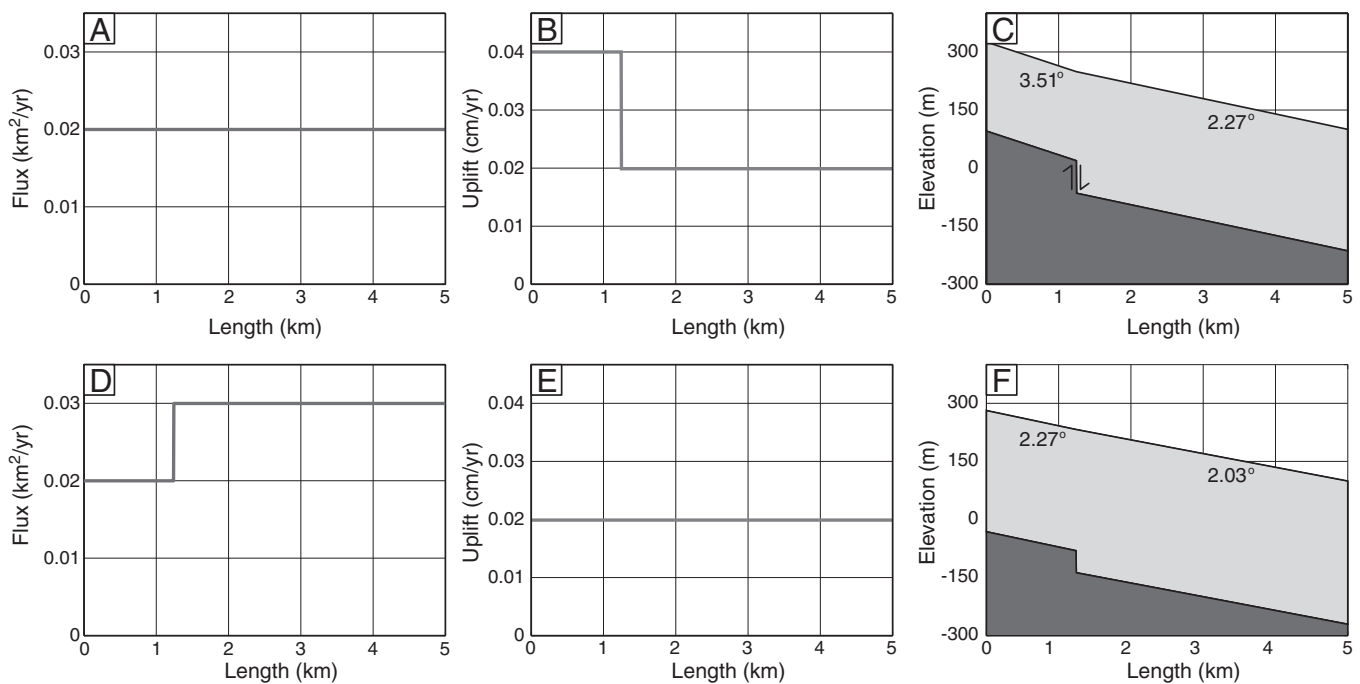 A
0.03
0.02
0.01
0
Flux (km²/yr)
0 1 2 3 4 5
Length (km)
B
0.04
0.03
0.02
0.01
0
Uplift (cm/yr)
0 1 2 3 4 5
Length (km)
C
300
150
0
-150
-300
Elevation (m)
3.51°
2.27°
0 1 2 3 4 5
Length (km)
D
0.03
0.02
0.01
0
Flux (km²/yr)
0 1 2 3 4 5
Length (km)
E
0.04
0.03
0.02
0.01
0
Uplift (cm/yr)
0 1 2 3 4 5
Length (km)
F
300
150
0
-150
-300
Elevation (m)
2.27°
2.03°
0 1 2 3 4 5
Length (km)